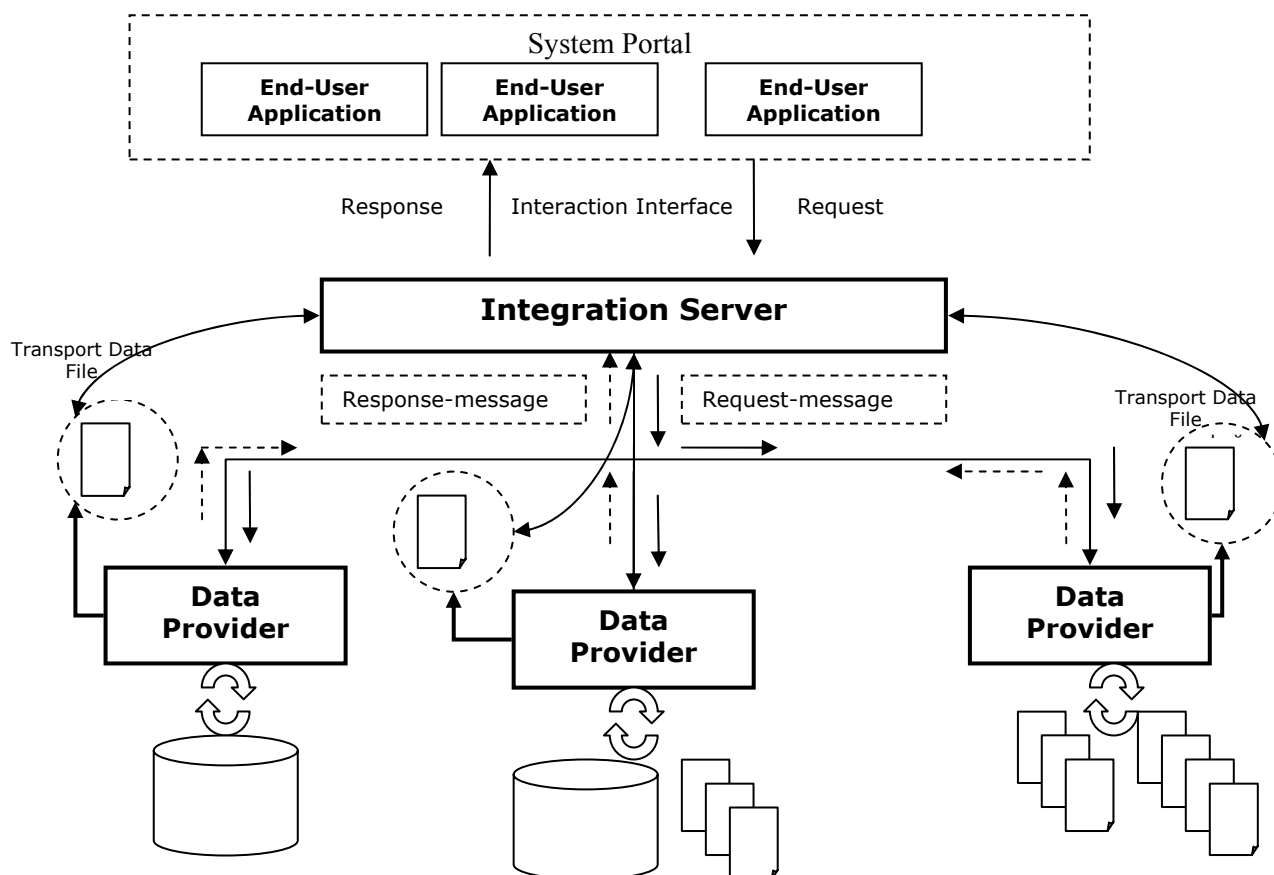 System Portal
End-User
Application
End-User
Application
End-User
Application
Response
Interaction Interface
Request
Integration Server
Transport Data
File
Response-message
Request-message
Transport Data
File
Data
Provider
Data
Provider
Data
Provider